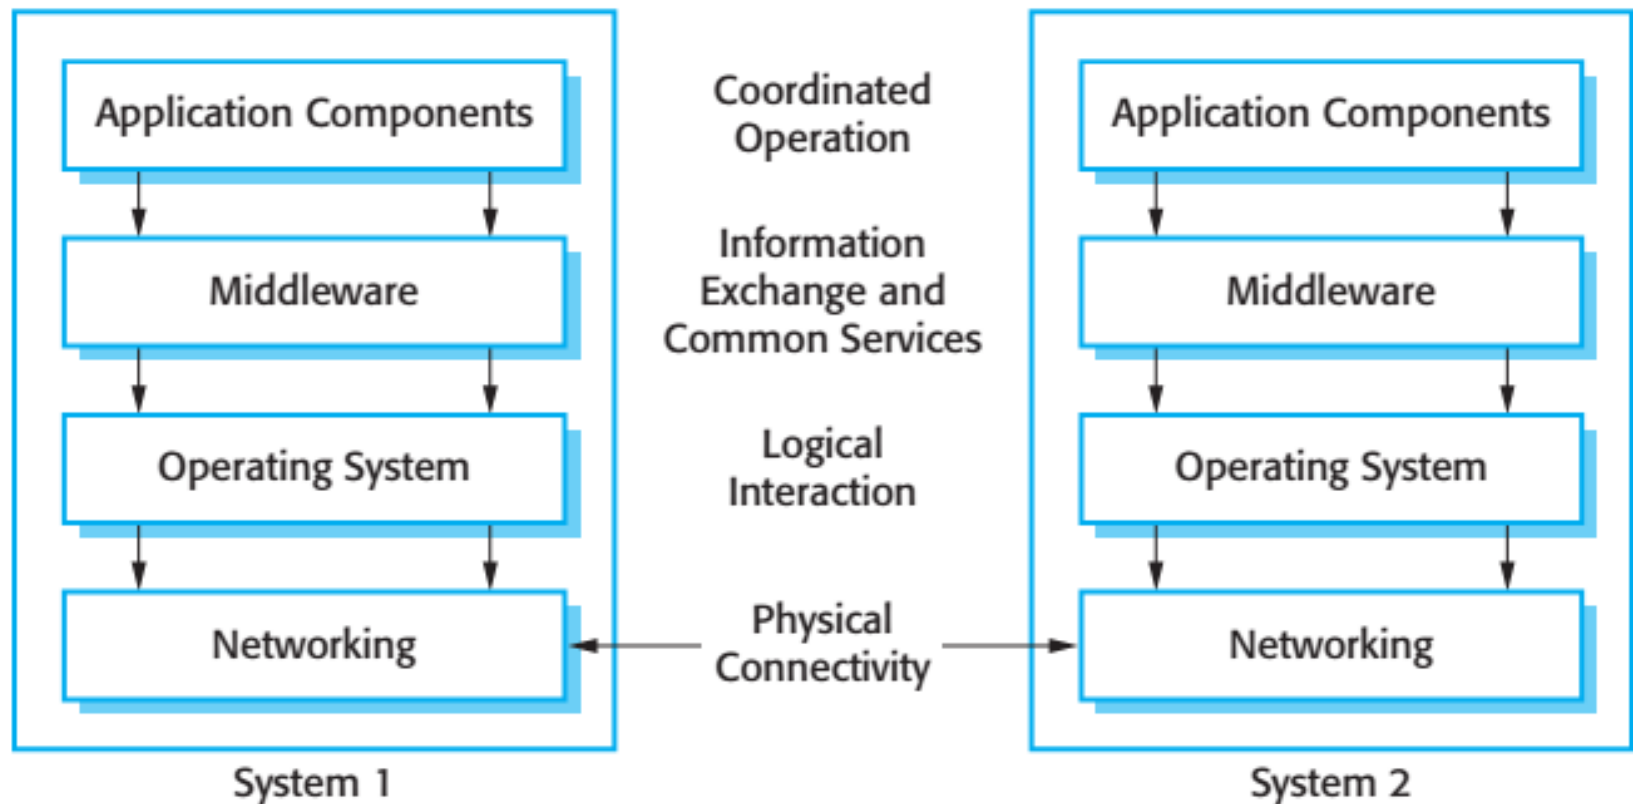 Application Components
Middleware
Operating System
Networking
System 1
Coordinated
Operation
Information
Exchange and
Common Services
Logical
Interaction
Physical
Connectivity
Application Components
Middleware
Operating System
Networking
System 2